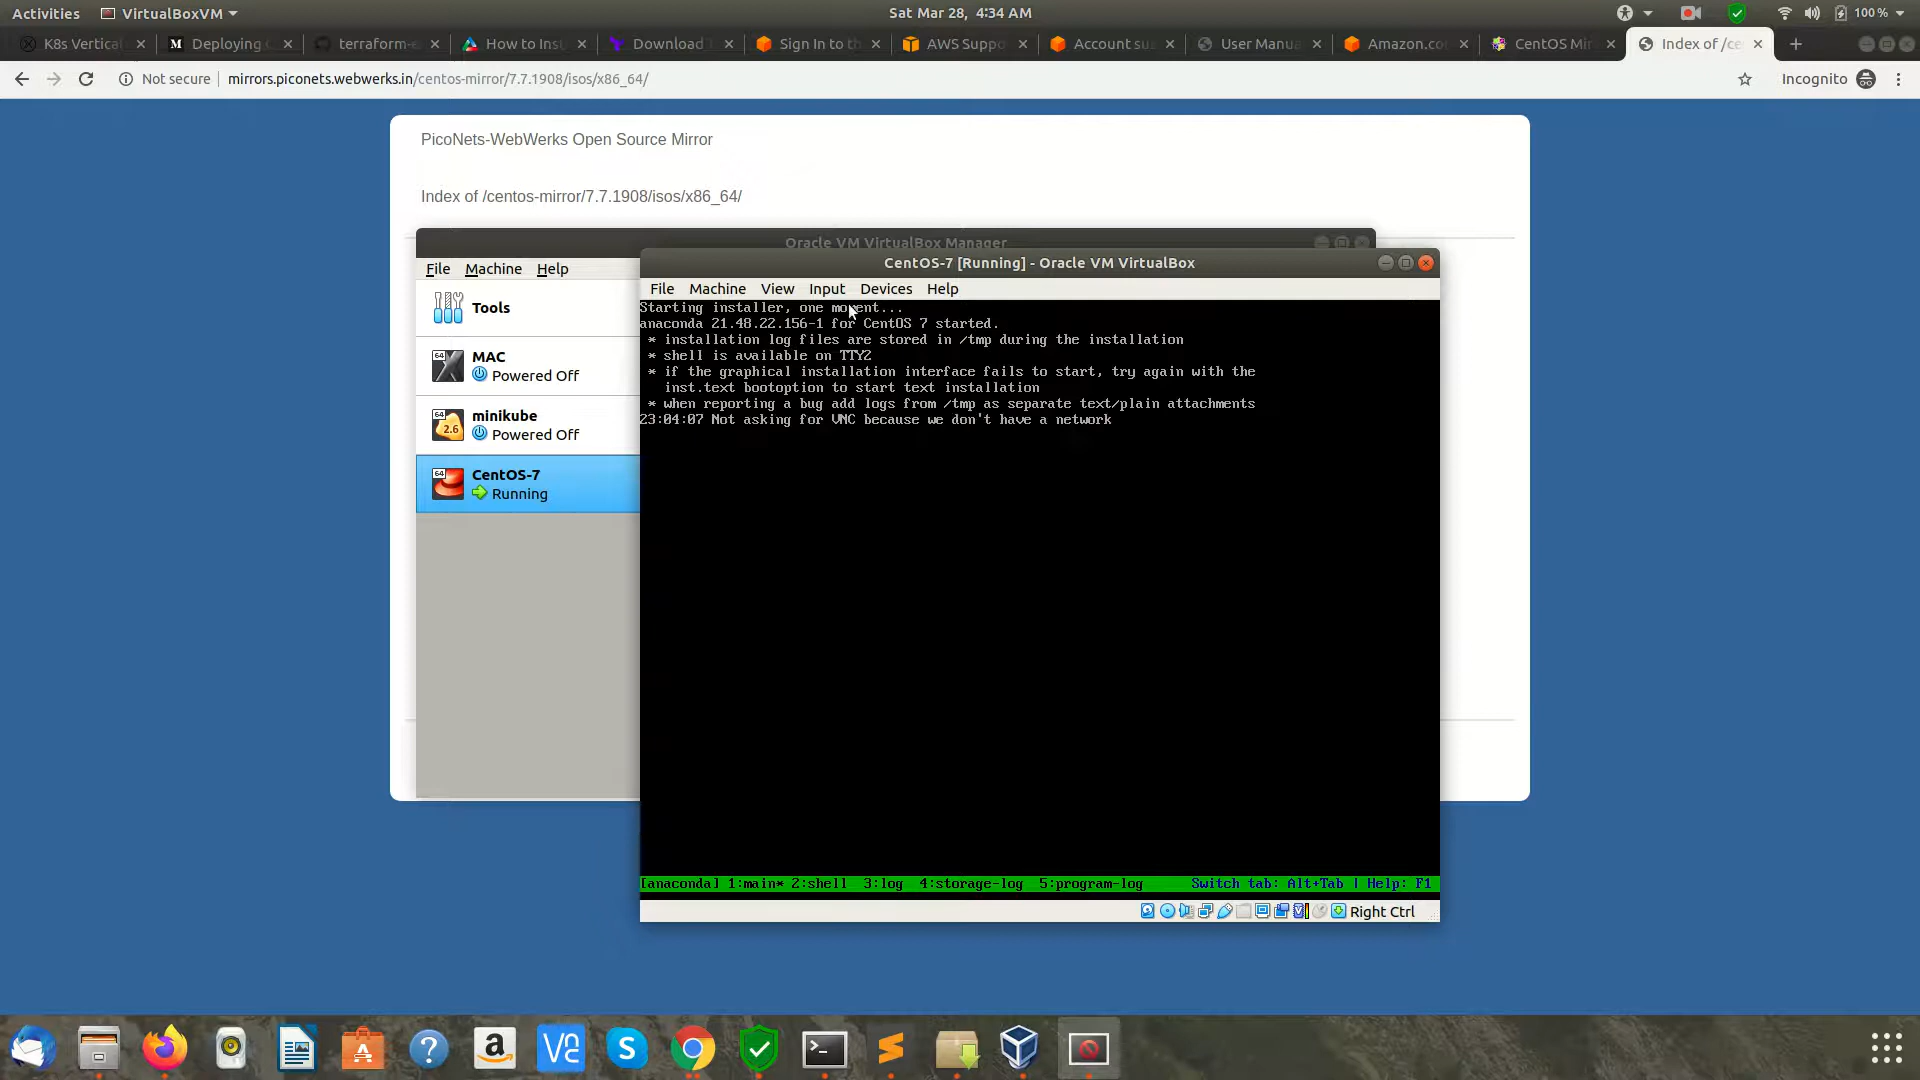 Activities VirtualBoxVM Sat Mar 28, 4:34 AM 100 %
K8s Vertical Deploying terraform-e How to Ins Download Sign In to th AWS Suppo Account su User Manua Amazon.co CentOS Mir Index of /ce
Not secure mirrors.piconets.webwerks.in/centos-mirror/7.7.1908/isos/x86_64/ Incognito
PicoNets-WebWerks Open Source Mirror
Index of /centos-mirror/7.7.1908/isos/x86_64/
Oracle VM VirtualBox Manager
File Machine Help
Tools
64 MAC
Powered Off
64 minikube
2.6 Powered Off
64 CentOS-7
Running
CentOS-7 [Running] - Oracle VM VirtualBox
File Machine View Input Devices Help
Starting installer, one moment...
anaconda 21.48.22.156-1 for CentOS 7 started.
* installation log files are stored in /tmp during the installation
* shell is available on TTY2
* if the graphical installation interface fails to start, try again with the
inst.text bootoption to start text installation
* when reporting a bug add logs from /tmp as separate text/plain attachments
23:04:07 Not asking for VNC because we don't have a network
[anaconda] 1:main* 2:shell 3:log 4:storage-log 5:program-log Switch tab: Alt+Tab | Help: F1
Right Ctrl